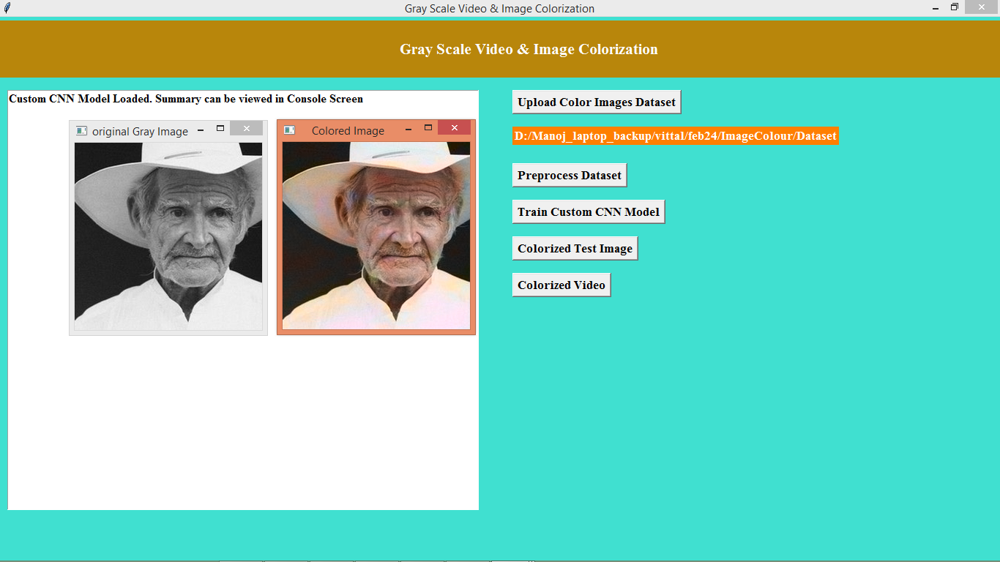 Gray Scale Video & Image Colorization
Gray Scale Video & Image Colorization
Custom CNN Model Loaded. Summary can be viewed in Console Screen
original Gray Image
Colored Image
Upload Color Images Dataset
D:/Manoj_laptop_backup/vittal/feb24/ImageColour/Dataset
Preprocess Dataset
Train Custom CNN Model
Colorized Test Image
Colorized Video